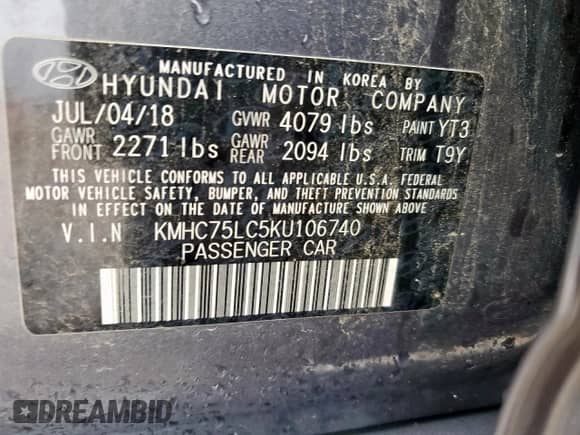 MANUFACTURED IN KOREA BY
HYUNDAI MOTOR COMPANY
JUL/04/18 GVWR 4079 lbs PAINT YT3
GAWR FRONT 2271 lbs GAWR REAR 2094 lbs TRIM T9Y
THIS VEHICLE CONFORMS TO ALL APPLICABLE U.S.A. FEDERAL
MOTOR VEHICLE SAFETY, BUMPER, AND THEFT PREVENTION STANDARDS
IN EFFECT ON THE DATE OF MANUFACTURE SHOWN ABOVE
V.I.N KMHC75LC5KU106740
PASSENGER CAR
DREAMBID